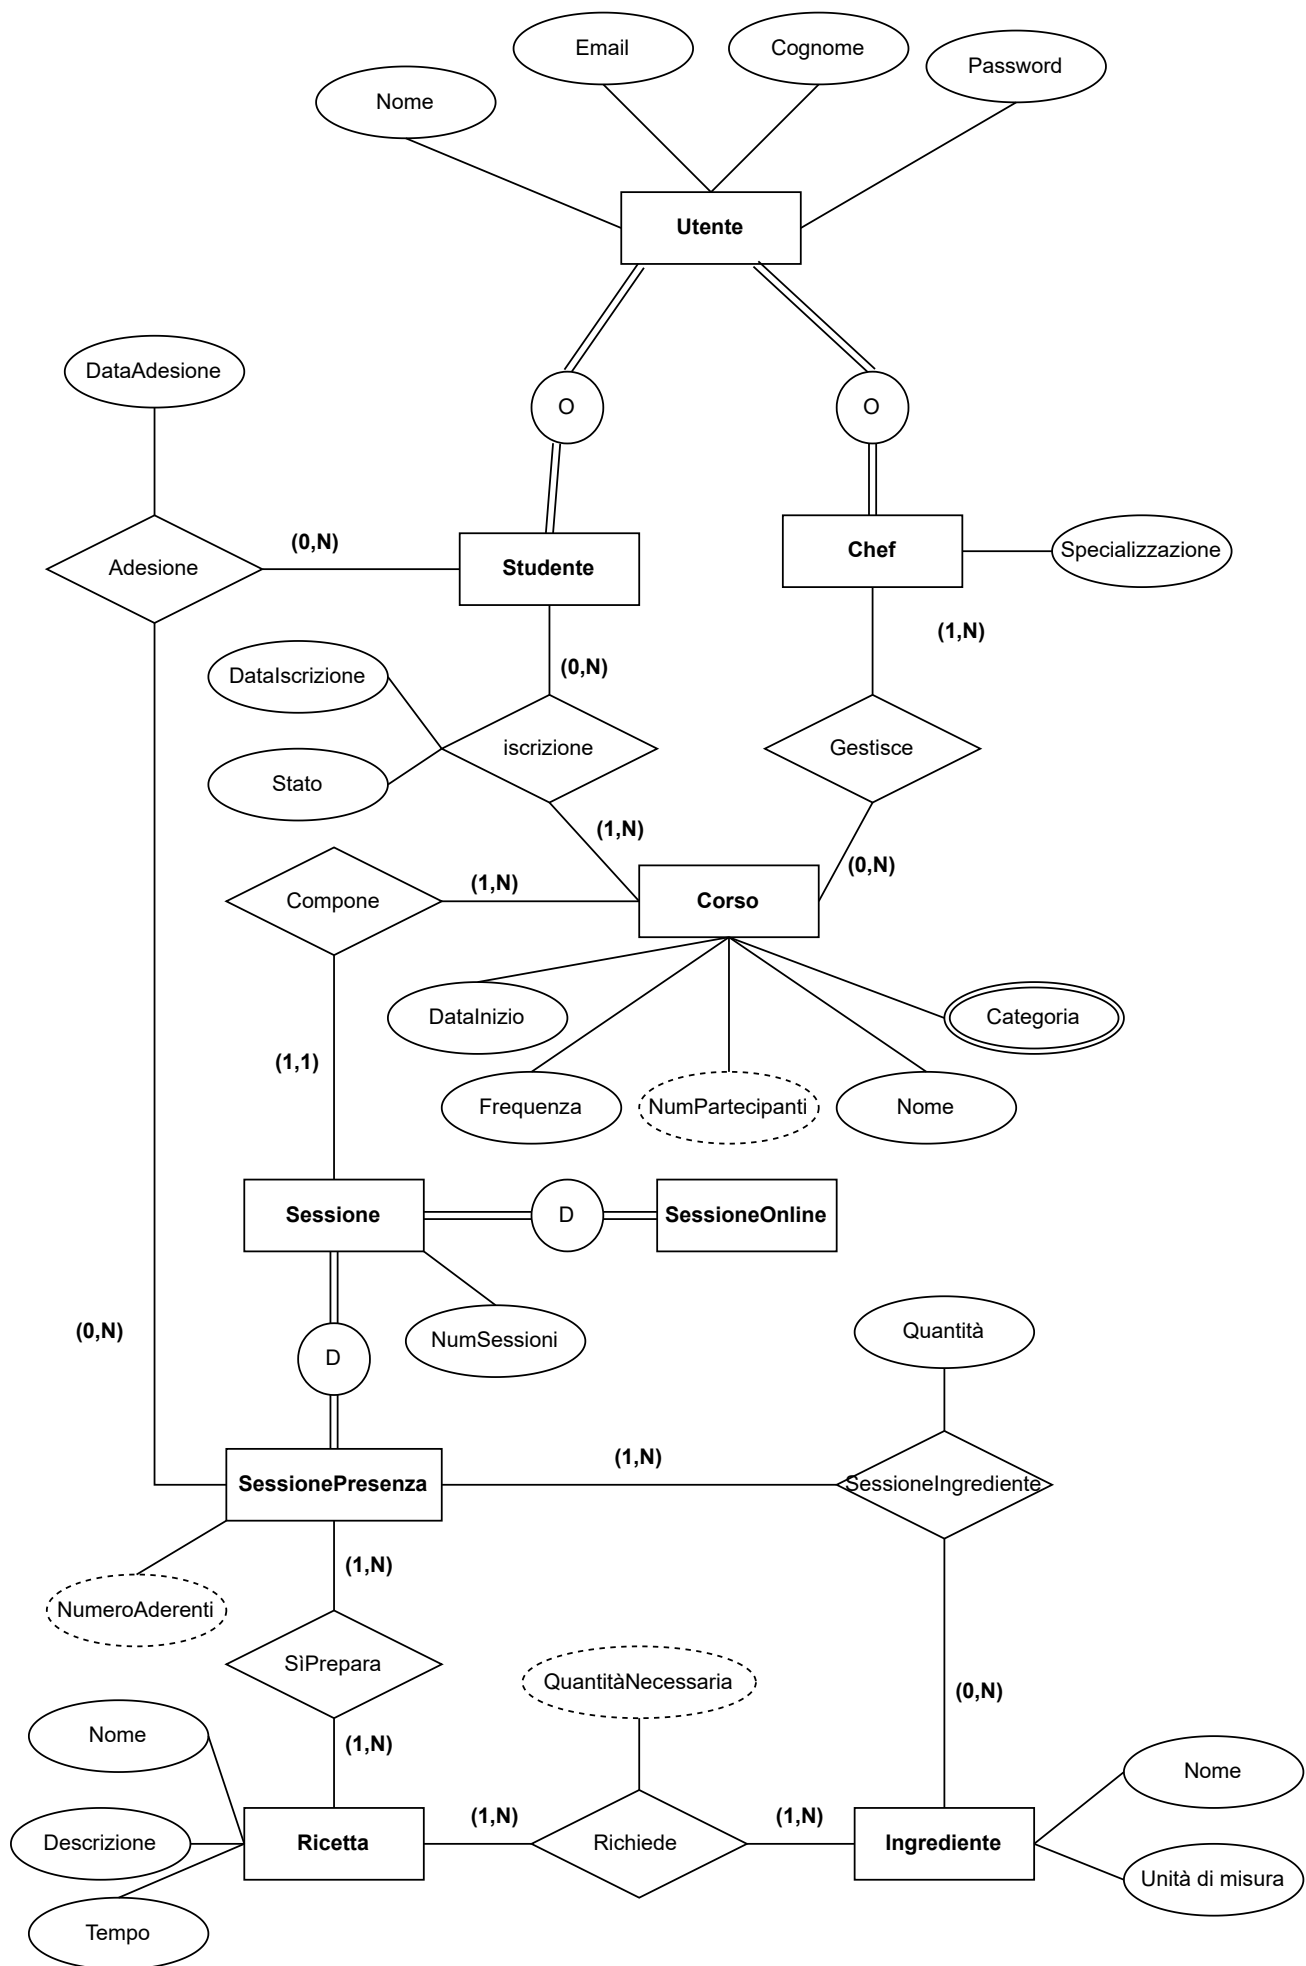 Email
Cognome
Password
Nome
Utente
DataAdesione
O
O
(0,N)
Chef
Specializzazione
Adesione
Studente
(1,N)
(0,N)
DataIscrizione
iscrizione
Gestisce
Stato
(1,N)
(0,N)
(1,N)
Compone
Corso
DataInizio
Categoria
(1,1)
Frequenza
NumPartecipanti
Nome
Sessione
D
SessioneOnline
(0,N)
Quantità
NumSessioni
D
(1,N)
SessionePresenza
SessioneIngrediente
(1,N)
NumeroAderenti
SìPrepara
QuantitàNecessaria
(0,N)
Nome
(1,N)
Nome
(1,N)
(1,N)
Descrizione
Ricetta
Richiede
Ingrediente
Unità di misura
Tempo